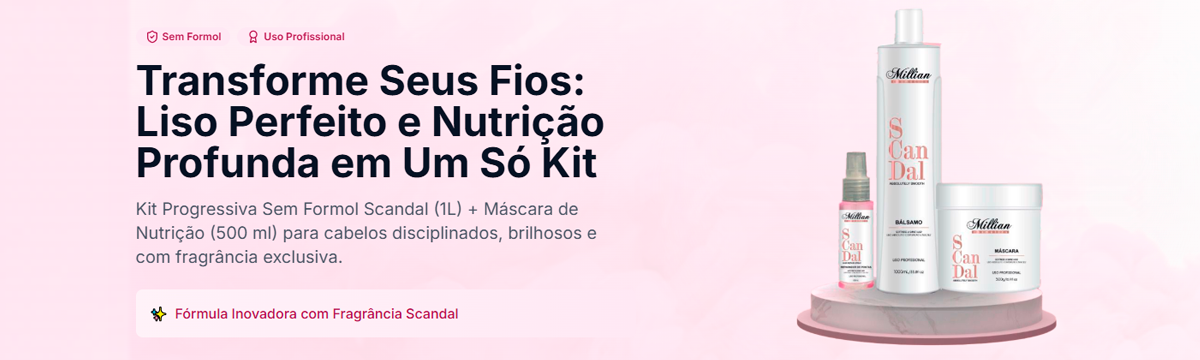 Sem Formol
Uso Profissional
Transforme Seus Fios:
Liso Perfeito e Nutrição
Profunda em Um Só Kit
Kit Progressiva Sem Formol Scandal (1L) + Máscara de
Nutrição (500 ml) para cabelos disciplinados, brilhosos e
com fragrância exclusiva.
Fórmula Inovadora com Fragrância Scandal
Millian
S
Can
Dal
ABSOLUTELY SMOOTH
BÁLSAMO
USO PROFISSIONAL
Millian
S
Can
Dal
Millian
S
Can
Dal
MÁSCARA
USO PROFISSIONAL